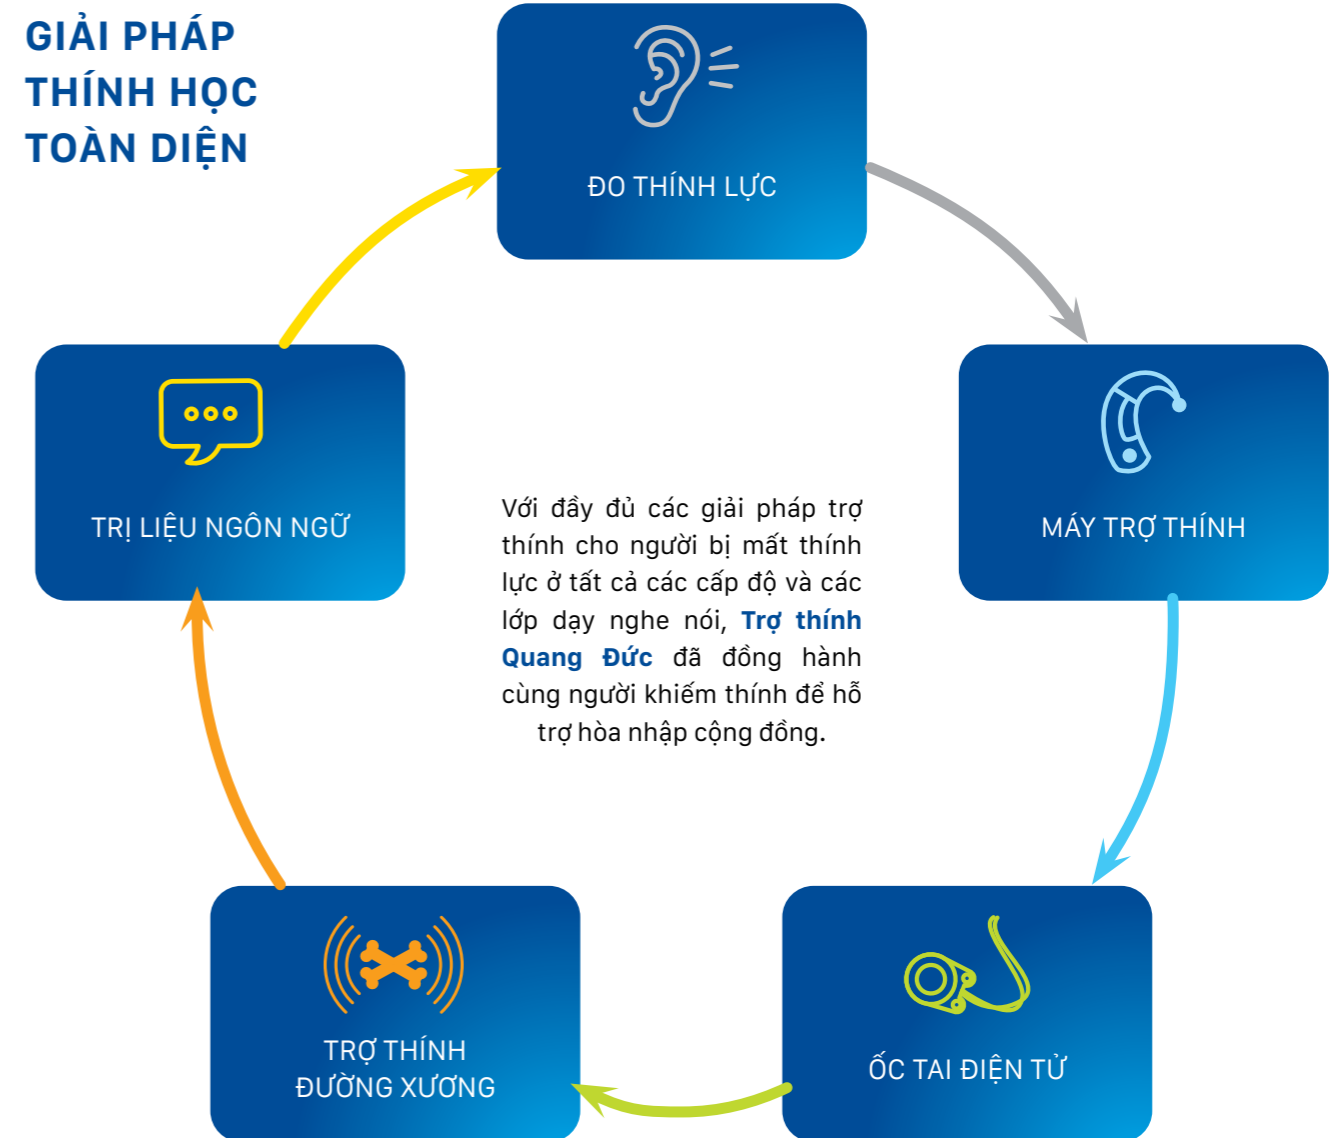 GIẢI PHÁP
THÍNH HỌC
TOÀN DIỆN
ĐO THÍNH LỰC
MÁY TRỢ THÍNH
ỐC TAI ĐIỆN TỬ
TRỢ THÍNH
ĐƯỜNG XƯƠNG
TRỊ LIỆU NGÔN NGỮ
Với đầy đủ các giải pháp trợ
thính cho người bị mất thính
lực ở tất cả các cấp độ và các
lớp dạy nghe nói, Trợ thính
Quang Đức đã đồng hành
cùng người khiếm thính để hỗ
trợ hòa nhập cộng đồng.